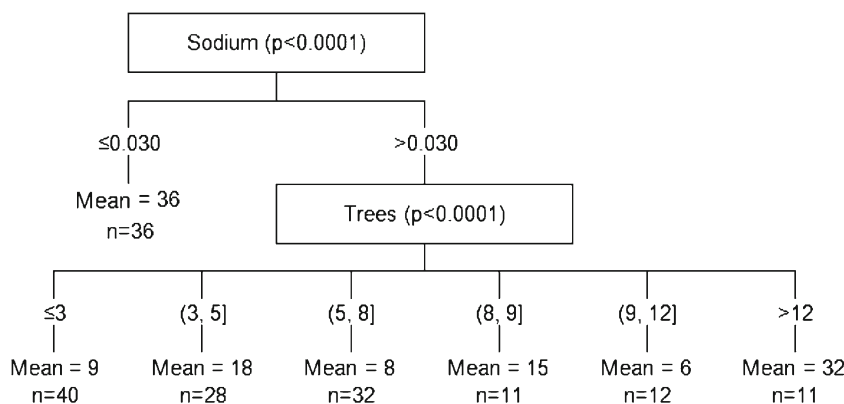 Sodium (p<0.0001)
≤0.030
>0.030
Mean = 36
n=36
Trees (p<0.0001)
≤3
(3, 5]
(5, 8]
(8, 9]
(9, 12]
>12
Mean = 9
Mean = 18
Mean = 8
Mean = 15
Mean = 6
Mean = 32
n=40
n=28
n=32
n=11
n=12
n=11